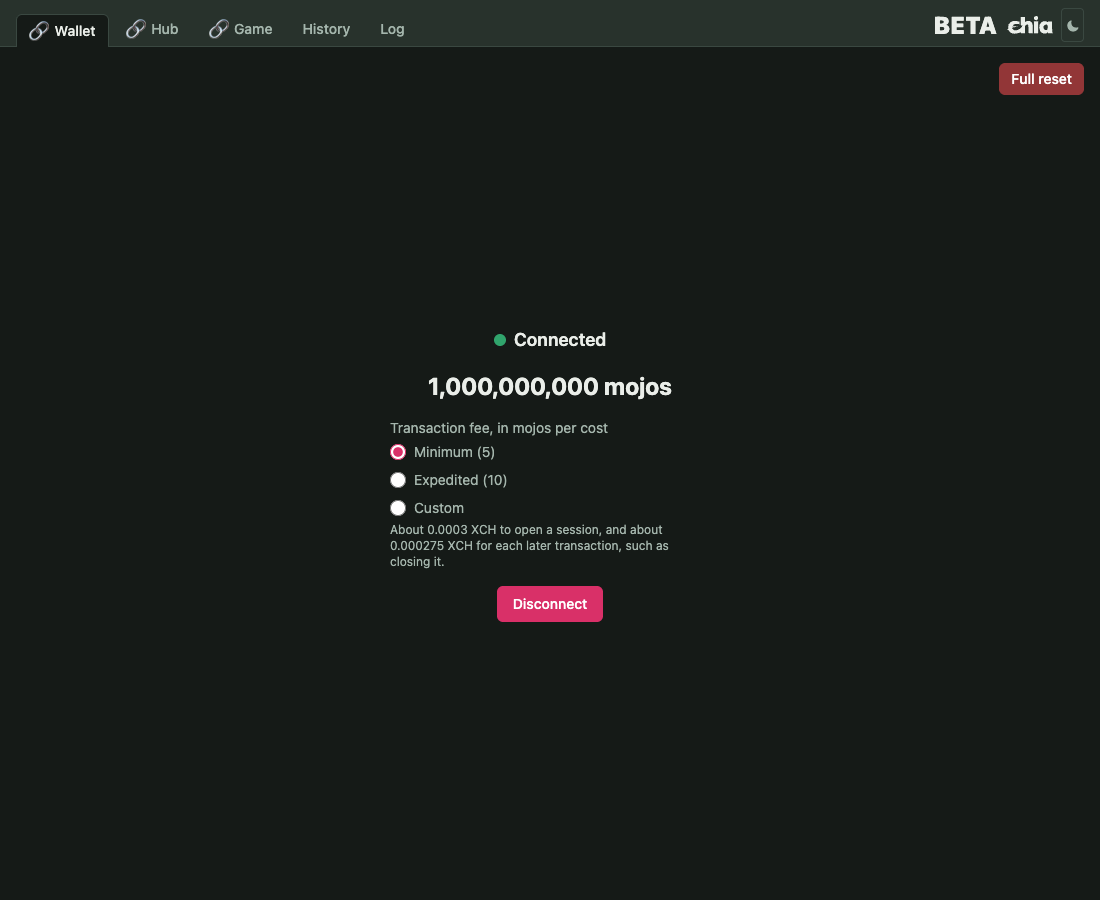 Wallet
Hub
Game
History
Log
BETA chia
Full reset
Connected
1,000,000,000 mojos
Transaction fee, in mojos per cost
Minimum (5)
Expedited (10)
Custom
About 0.0003 XCH to open a session, and about
0.000275 XCH for each later transaction, such as
closing it.
Disconnect